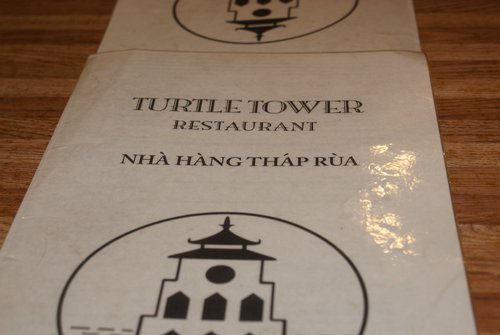 TURTLE TOWER
RESTAURANT
NHÀ HÀNG THÁP RÙA